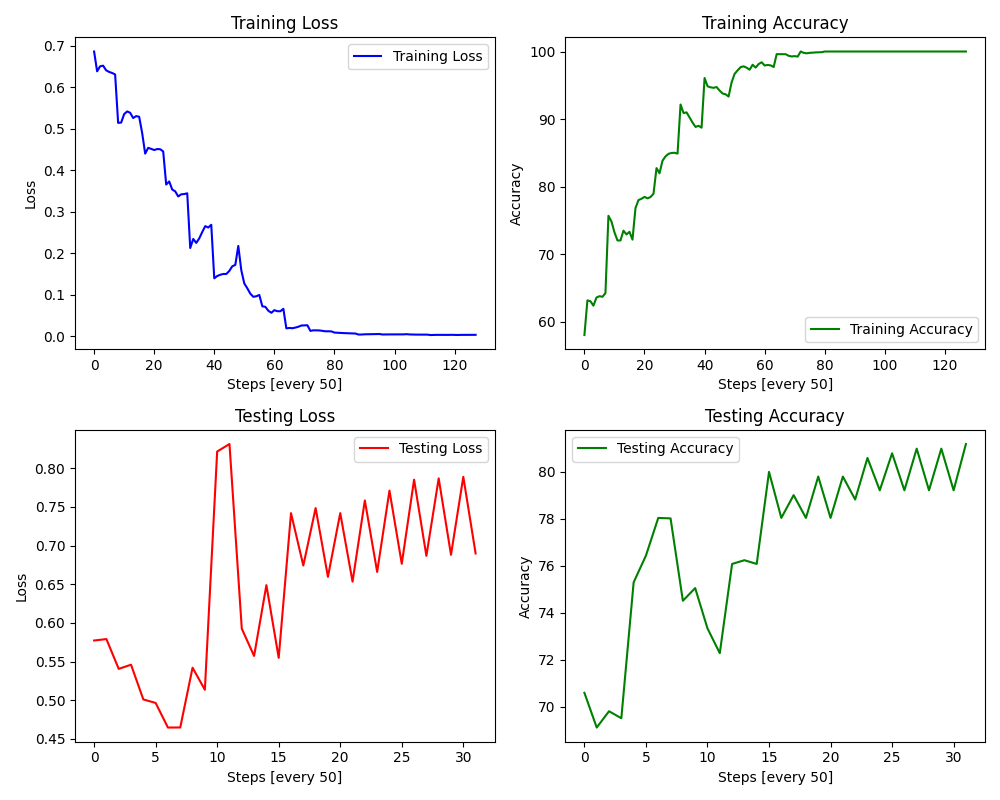 Training Loss
0.7
0.6
0.5
0.4
0.3
0.2
0.1
0.0
Loss
Training Loss
0 20 40 60 80 100 120
Steps [every 50]
Training Accuracy
100
90
80
70
60
Accuracy
Training Accuracy
0 20 40 60 80 100 120
Steps [every 50]
Testing Loss
0.80
0.75
0.70
0.65
0.60
0.55
0.50
0.45
Loss
Testing Loss
0 5 10 15 20 25 30
Steps [every 50]
Testing Accuracy
80
78
76
74
72
70
Accuracy
Testing Accuracy
0 5 10 15 20 25 30
Steps [every 50]